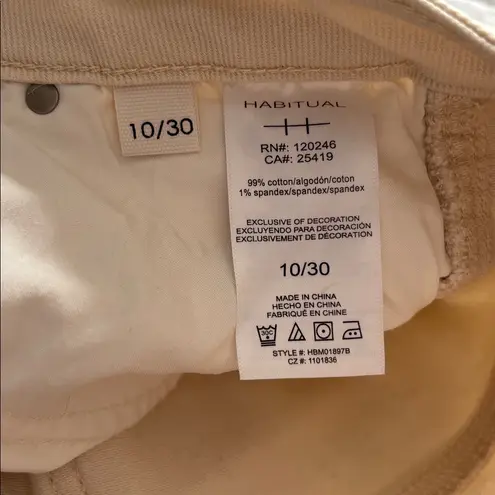 10/30
HABITUAL
RN#: 120246
CA#: 25419
99% cotton/algodón/coton
1% spandex/spandex/spandex
EXCLUSIVE OF DECORATION
EXCLUYENDO PARA DECORACIÓN
EXCLUSIVEMENT DE DÉCORATION
10/30
MADE IN CHINA
HECHO EN CHINA
FABRIQUÉ EN CHINE
30C
STYLE #: HBM01897B
CZ #: 1101836